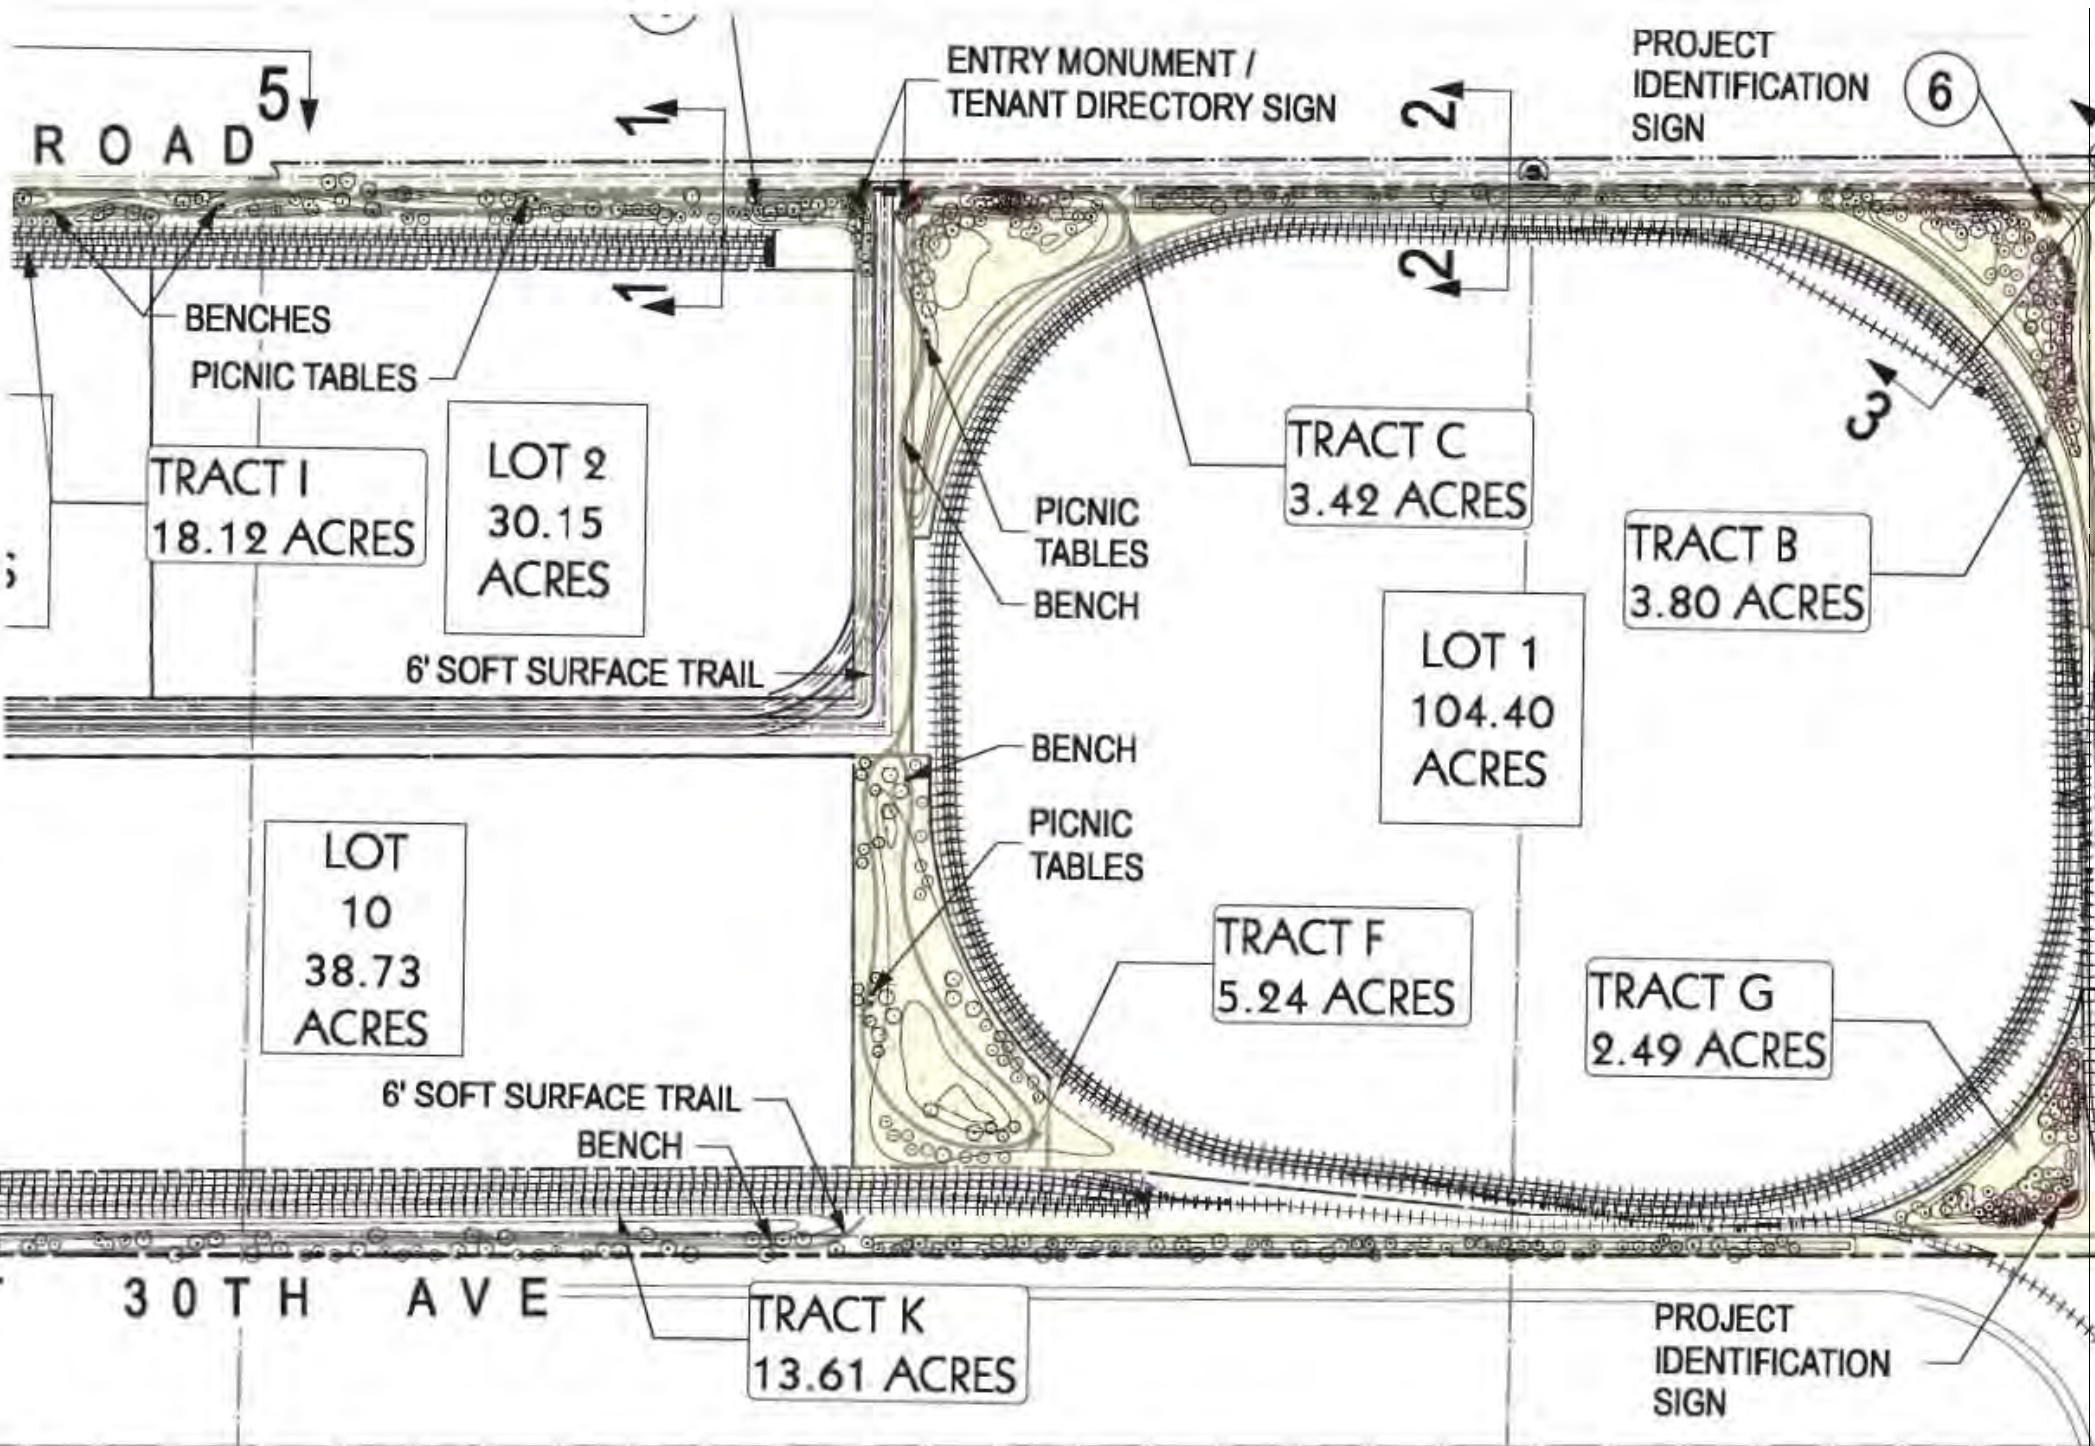 5
ROAD
1
1
ENTRY MONUMENT /
TENANT DIRECTORY SIGN
2
2
PROJECT
IDENTIFICATION
SIGN
6
BENCHES
PICNIC TABLES
3
TRACT I
18.12 ACRES
LOT 2
30.15
ACRES
TRACT C
3.42 ACRES
PICNIC
TABLES
BENCH
TRACT B
3.80 ACRES
LOT 1
104.40
ACRES
6' SOFT SURFACE TRAIL
BENCH
PICNIC
TABLES
LOT
10
38.73
ACRES
TRACT F
5.24 ACRES
TRACT G
2.49 ACRES
6' SOFT SURFACE TRAIL
BENCH
30TH AVE
TRACT K
13.61 ACRES
PROJECT
IDENTIFICATION
SIGN